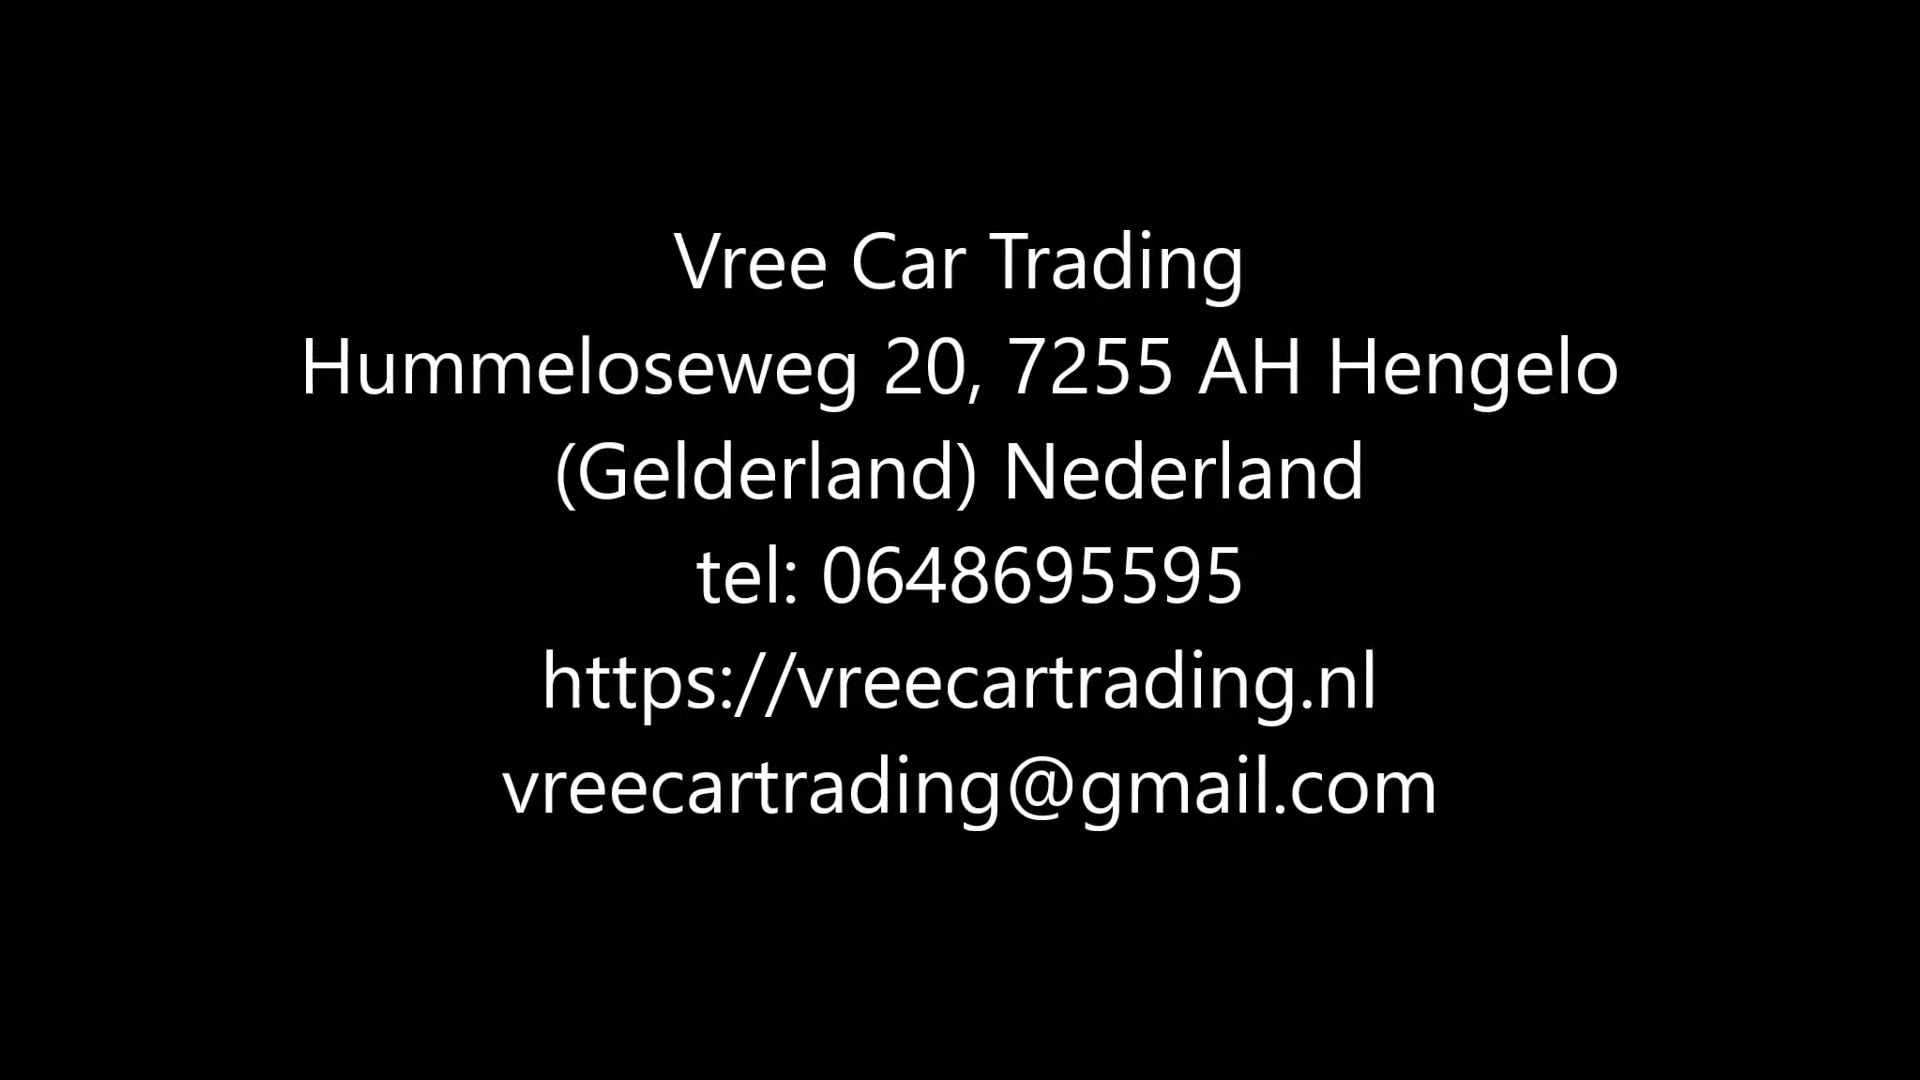 Vree Car Trading
Hummeloseweg 20, 7255 AH Hengelo
(Gelderland) Nederland
tel: 0648695595
https://vreecartrading.nl
vreecartrading@gmail.com